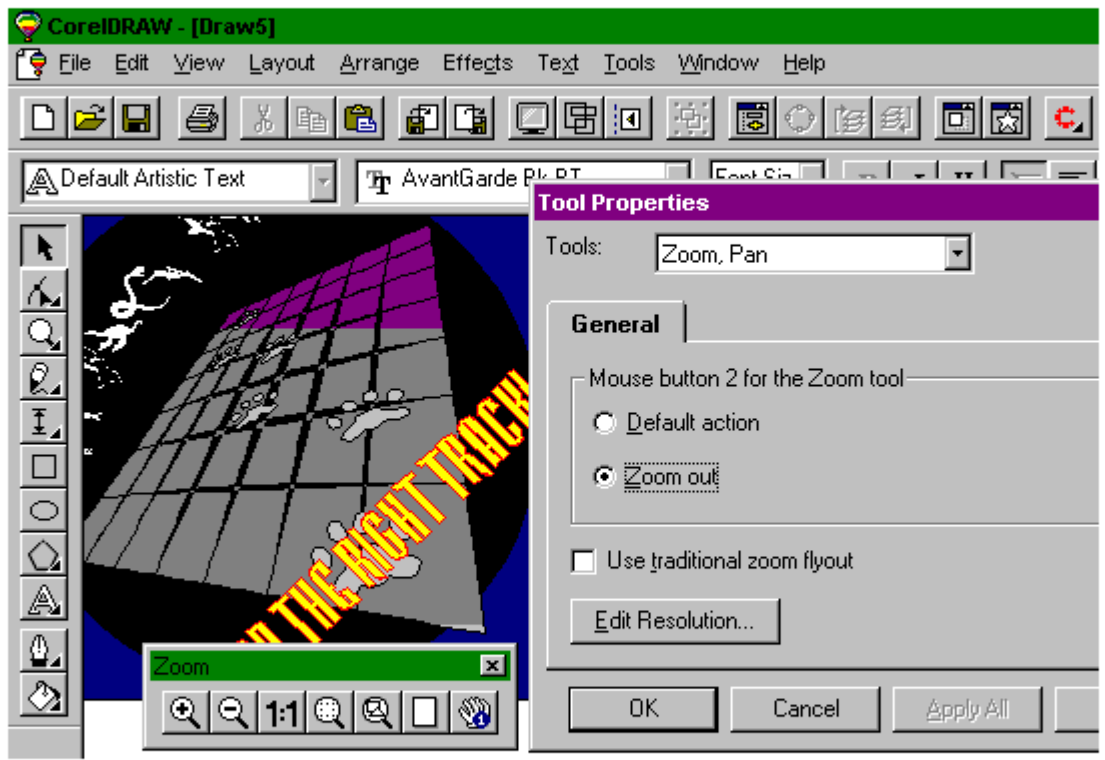 CorelDRAW - [Draw5]
File Edit View Layout Arrange Effects Text Tools Window Help
Default Artistic Text AvantGarde Bk BT Font Siz
Tool Properties
Tools: Zoom, Pan
General
Mouse button 2 for the Zoom tool
Default action
Zoom out
THE RIGHT TRACK
Use traditional zoom flyout
Edit Resolution...
Zoom
1:1
OK Cancel Apply All